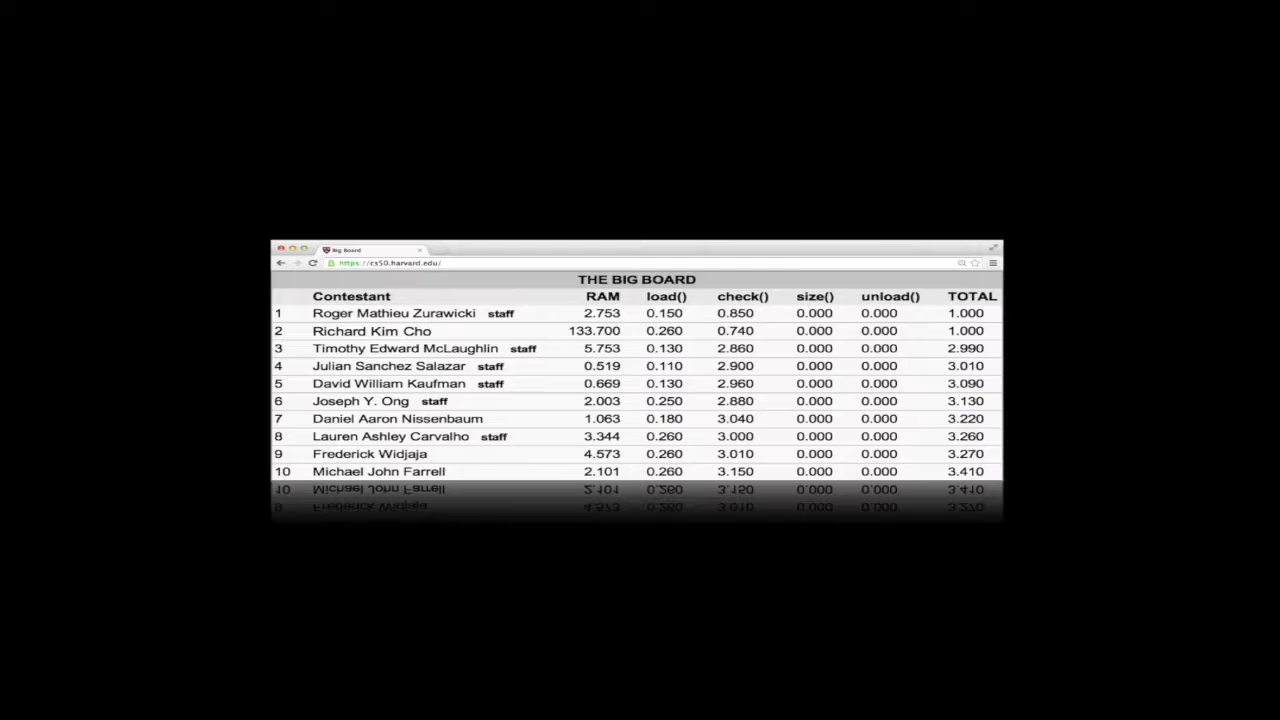 Big Board
https://cs50.harvard.edu/
THE BIG BOARD
Contestant RAM load() check() size() unload() TOTAL
1 Roger Mathieu Zurawicki staff 2.753 0.150 0.850 0.000 0.000 1.000
2 Richard Kim Cho 133.700 0.260 0.740 0.000 0.000 1.000
3 Timothy Edward McLaughlin staff 5.753 0.130 2.860 0.000 0.000 2.990
4 Julian Sanchez Salazar staff 0.519 0.110 2.900 0.000 0.000 3.010
5 David William Kaufman staff 0.669 0.130 2.960 0.000 0.000 3.090
6 Joseph Y. Ong staff 2.003 0.250 2.880 0.000 0.000 3.130
7 Daniel Aaron Nissenbaum 1.063 0.180 3.040 0.000 0.000 3.220
8 Lauren Ashley Carvalho staff 3.344 0.260 3.000 0.000 0.000 3.260
9 Frederick Widjaja 4.573 0.260 3.010 0.000 0.000 3.270
10 Michael John Farrell 2.101 0.260 3.150 0.000 0.000 3.410